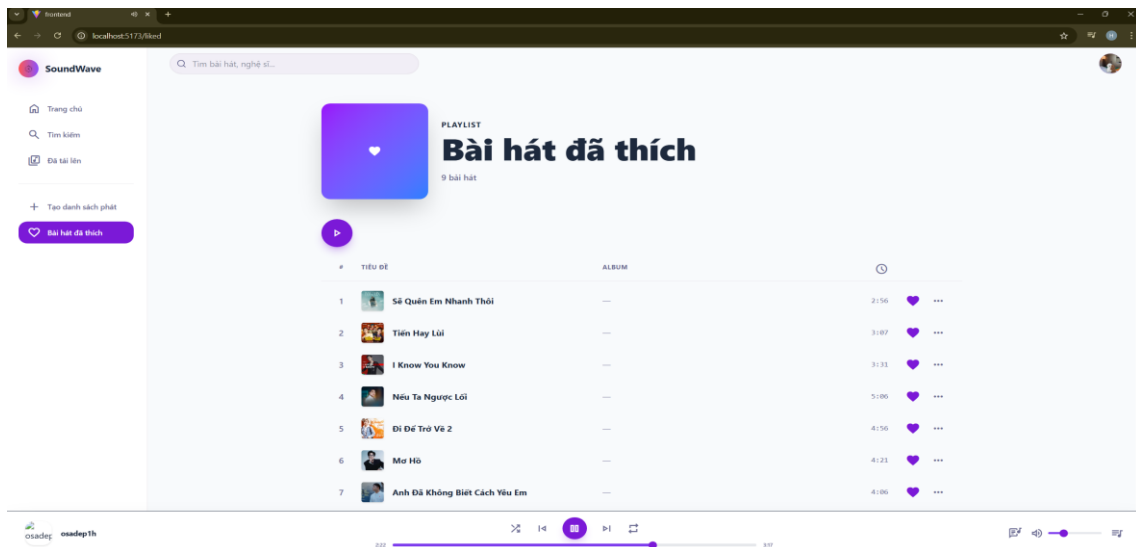 frontend
localhost:5173/liked
SoundWave
Tìm bài hát, nghệ sĩ...
Trang chủ
Tìm kiếm
Đã tải lên
Tạo danh sách phát
Bài hát đã thích
PLAYLIST
Bài hát đã thích
9 bài hát
# TIÊU ĐỀ ALBUM
1 Sẽ Quên Em Nhanh Thôi — 2:56
2 Tiến Hay Lùi — 3:07
3 I Know You Know — 3:31
4 Nếu Ta Ngược Lối — 5:06
5 Đi Để Trở Về 2 — 4:56
6 Mơ Hồ — 4:21
7 Anh Đã Không Biết Cách Yêu Em — 4:06
osadep osadep1h
2:22 3:17